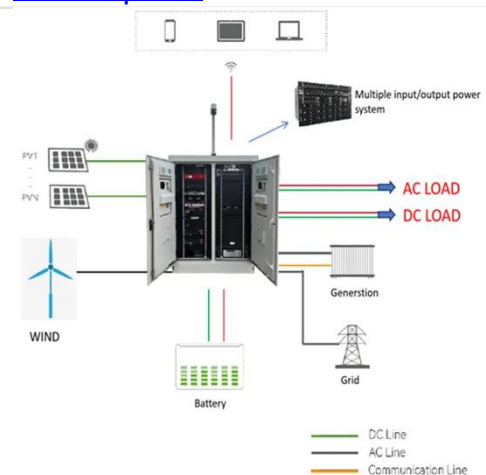 Multiple input/output power
system
PV1
PVN
AC LOAD
DC LOAD
WIND
Generstion
Grid
Battery
DC Line
AC Line
Communication Line